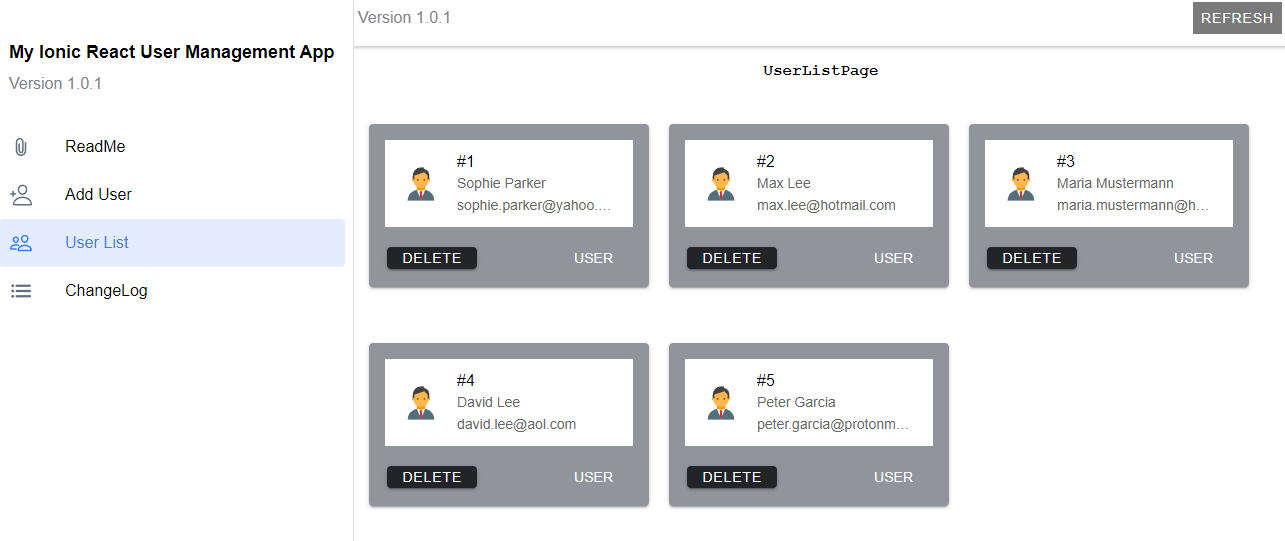 My Ionic React User Management App
Version 1.0.1
ReadMe
Add User
User List
ChangeLog
Version 1.0.1
REFRESH
UserListPage
#1
Sophie Parker
sophie.parker@yahoo....
DELETE
USER
#2
Max Lee
max.lee@hotmail.com
DELETE
USER
#3
Maria Mustermann
maria.mustermann@h...
DELETE
USER
#4
David Lee
david.lee@aol.com
DELETE
USER
#5
Peter Garcia
peter.garcia@protonm...
DELETE
USER